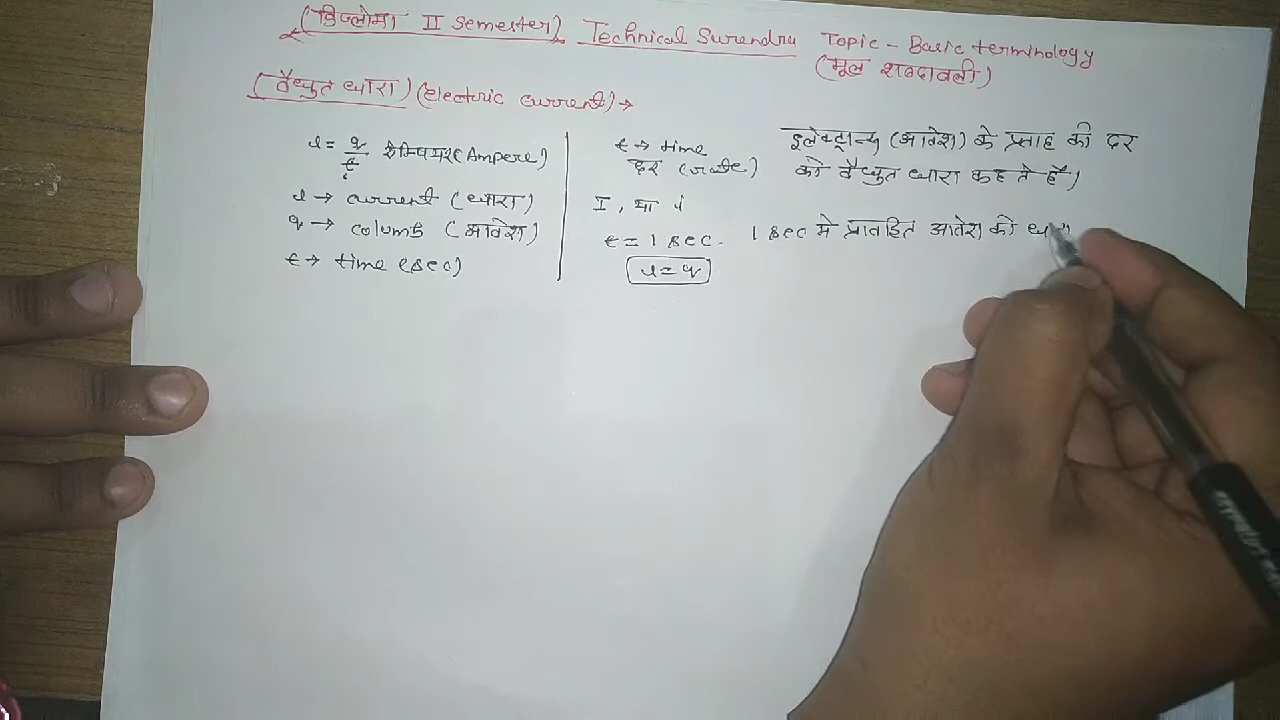 (डिप्लोमा II Semester) Technical Surendra Topic - Basic terminology
(मूल शब्दावली)
(वैधुत धारा) (electric current) →
i = q/t ऐम्पियर (Ampere)
i → current (धारा)
q → columb (आवेश)
t → time (sec)
t → time
दर (rate)
I, या i
t = 1 sec.
i = q
इलेक्ट्रान्स (आवेश) के प्रवाह की दर
को वैधुत धारा कहते हैं।
1 sec मे प्रवाहित आवेश को धारा